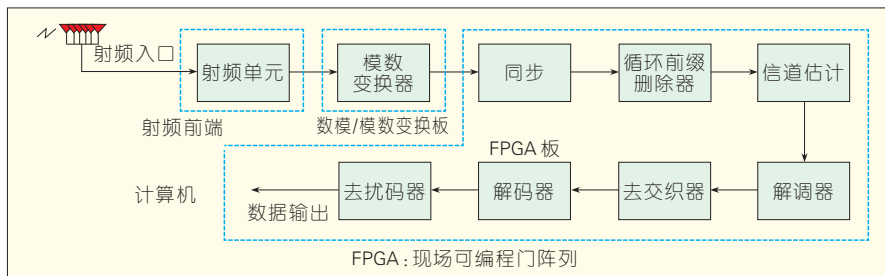 射频入口
射频单元
模数
变换器
同步
循环前缀
删除器
信道估计
射频前端
数模/模数变换板
FPGA 板
计算机
数据输出
去扰码器
解码器
去交织器
解调器
FPGA:现场可编程门阵列